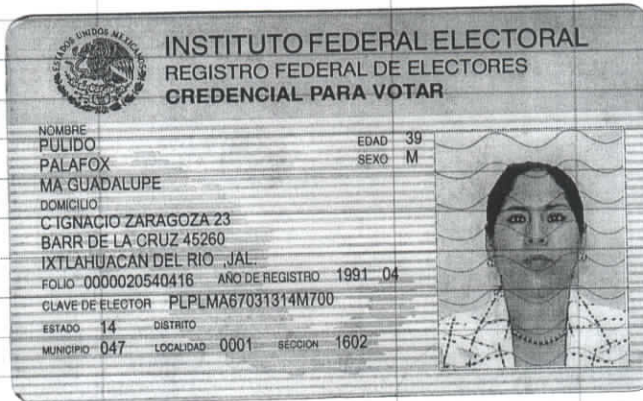 ESTADOS UNIDOS MEXICANOS
INSTITUTO FEDERAL ELECTORAL
REGISTRO FEDERAL DE ELECTORES
CREDENCIAL PARA VOTAR
NOMBRE
PULIDO
PALAFOX
MA GUADALUPE
EDAD 39
SEXO M
DOMICILIO
C IGNACIO ZARAGOZA 23
BARR DE LA CRUZ 45260
IXTLAHUACAN DEL RIO ,JAL.
FOLIO 0000020540416 AÑO DE REGISTRO 1991 04
CLAVE DE ELECTOR PLPLMA67031314M700
ESTADO 14 DISTRITO
MUNICIPIO 047 LOCALIDAD 0001 SECCION 1602